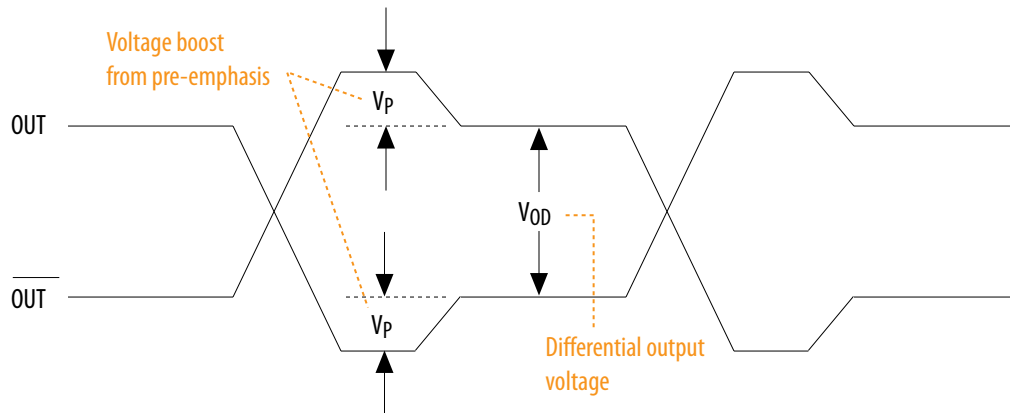 Voltage boost
from pre-emphasis
OUT
VP
VOD
OUT
VP
Differential output
voltage